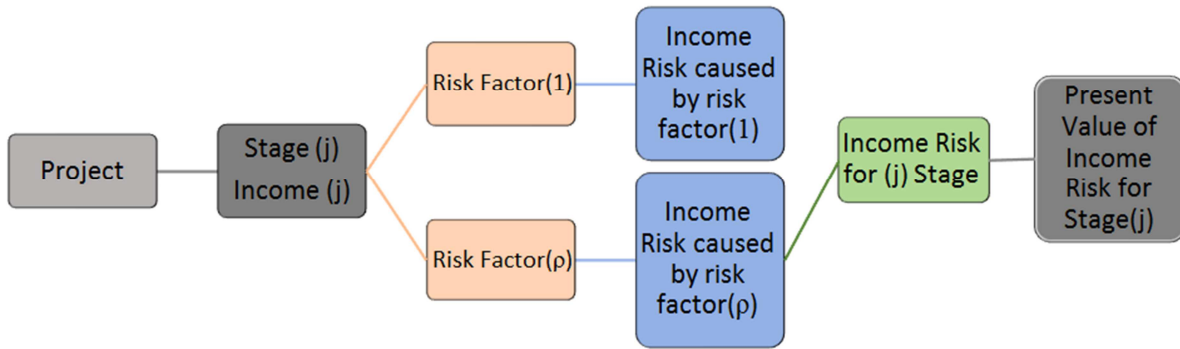 Project
Stage (j)
Income (j)
Risk Factor(1)
Risk Factor(ρ)
Income
Risk caused
by risk
factor(1)
Income
Risk caused
by risk
factor(ρ)
Income Risk
for (j) Stage
Present
Value of
Income
Risk for
Stage(j)